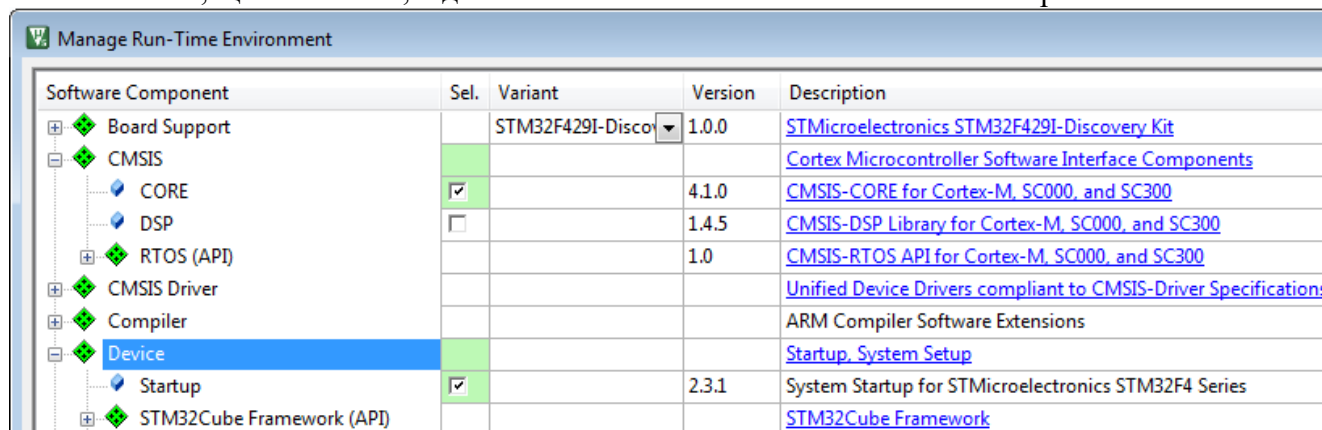 Manage Run-Time Environment
Software Component Sel. Variant Version Description
Board Support STM32F429I-Disco 1.0.0 STMicroelectronics STM32F429I-Discovery Kit
CMSIS Cortex Microcontroller Software Interface Components
CORE 4.1.0 CMSIS-CORE for Cortex-M, SC000, and SC300
DSP 1.4.5 CMSIS-DSP Library for Cortex-M, SC000, and SC300
RTOS (API) 1.0 CMSIS-RTOS API for Cortex-M, SC000, and SC300
CMSIS Driver Unified Device Drivers compliant to CMSIS-Driver Specifications
Compiler ARM Compiler Software Extensions
Device Startup, System Setup
Startup 2.3.1 System Startup for STMicroelectronics STM32F4 Series
STM32Cube Framework (API) STM32Cube Framework